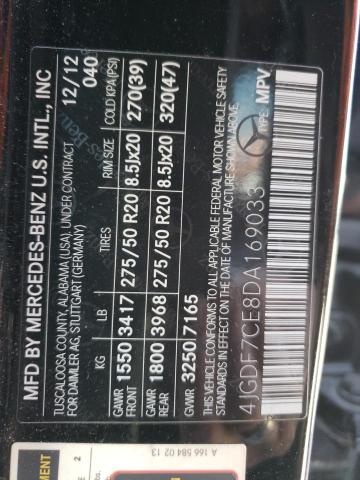 MFD BY MERCEDES-BENZ U.S. INTL., INC
TUSCALOOSA COUNTY, ALABAMA (USA), UNDER CONTRACT 12/12
FOR DAIMLER AG, STUTTGART (GERMANY) 040
KG LB TIRES RIM SIZE COLD KPA(PSI)
GAWR 1550 3417 275/50 R20 8.5Jx20 270(39)
FRONT
GAWR 1800 3968 275/50 R20 8.5Jx20 320(47)
REAR
GVWR 3250 7165
THIS VEHICLE CONFORMS TO ALL APPLICABLE FEDERAL MOTOR VEHICLE SAFETY
STANDARDS IN EFFECT ON THE DATE OF MANUFACTURE SHOWN ABOVE.
4JGDF7CE8DA169033 TYPE: MPV
A 166 584 02 13
2